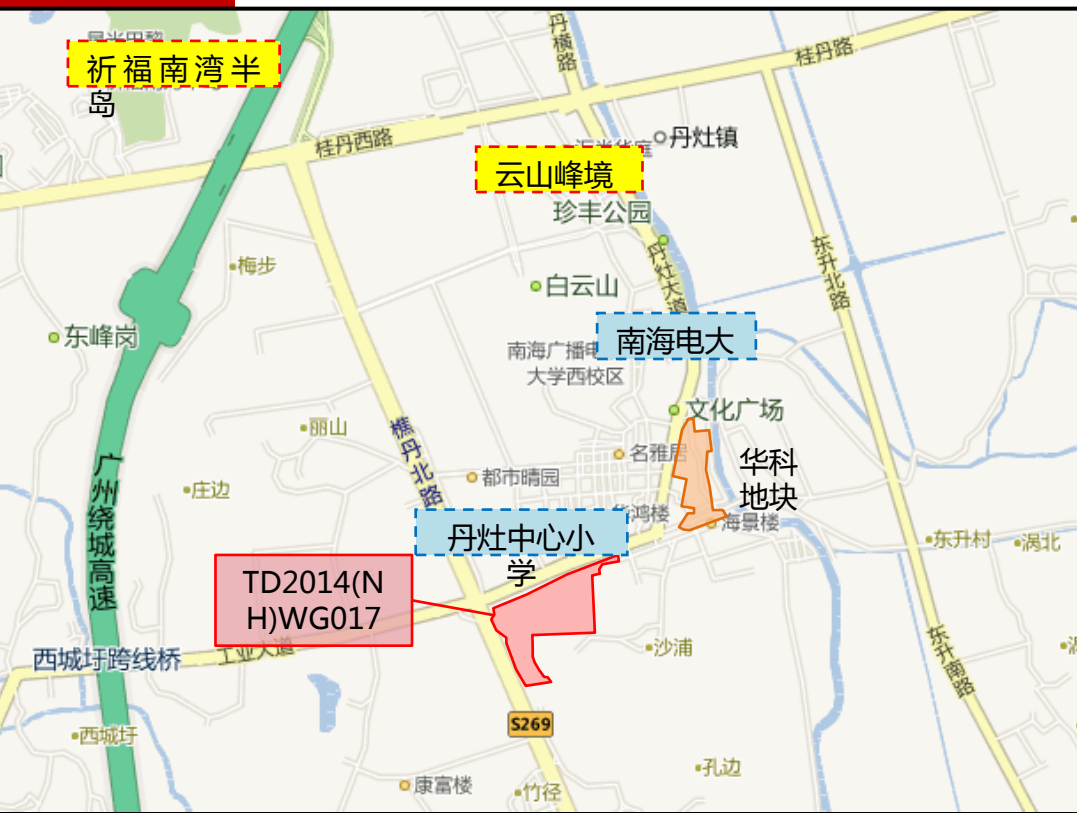 丹横路
桂丹路
祈福南湾半
岛
桂丹西路
丹灶镇
云山峰境
珍丰公园
丹灶大道
东升北路
梅步
白云山
东峰岗
南海电大
南海广播电
大学西校区
文化广场
丽山
樵丹北路
名雅居
华科
地块
都市晴园
广州绕城高速
庄边
鸿楼
海景楼
丹灶中心小
学
东升村
涡北
TD2014(N
H)WG017
工业大道
沙浦
东升南路
西城圩跨线桥
S269
西城圩
孔边
康富楼
竹径